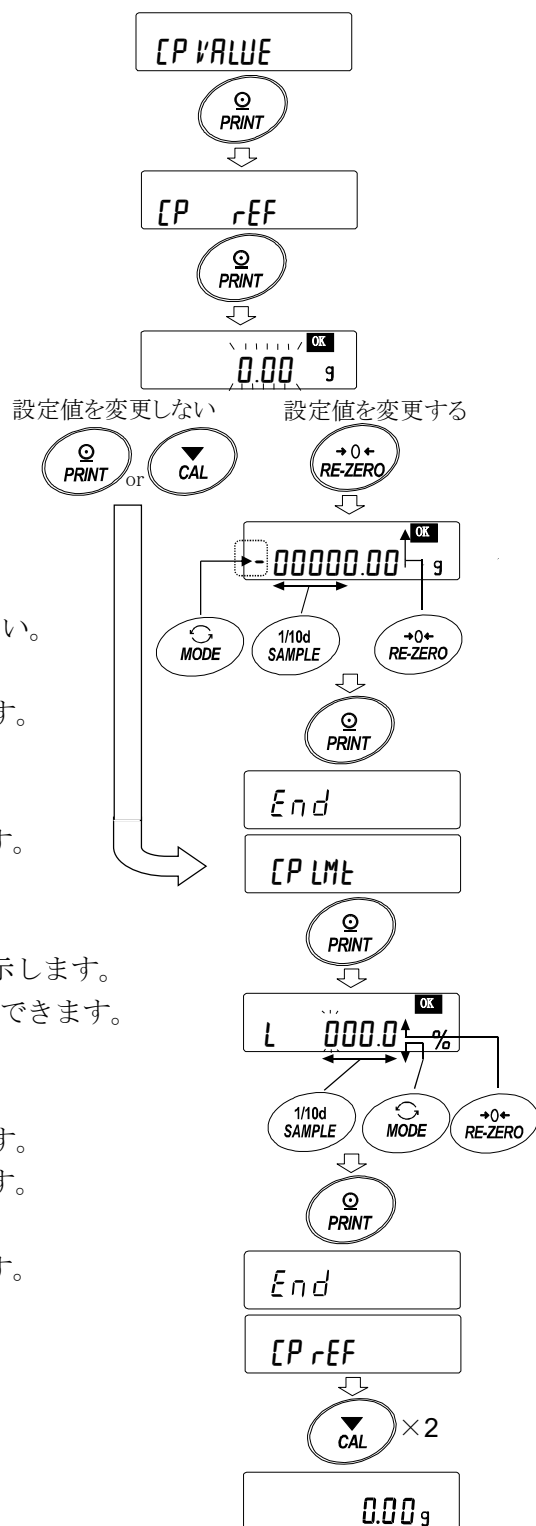 CP VALUE
PRINT
CP rEF
PRINT
OK
0.00 g
設定値を変更しない 設定値を変更する
PRINT or CAL →0← RE-ZERO
OK
- 00000.00 g
い。
MODE 1/10d SAMPLE →0← RE-ZERO
す。
PRINT
End
す。
CP LMt
PRINT
示します。
OK
できます。
L 000.0 %
1/10d SAMPLE MODE →0← RE-ZERO
す。
す。
PRINT
す。
End
CP rEF
CAL ×2
0.00 g